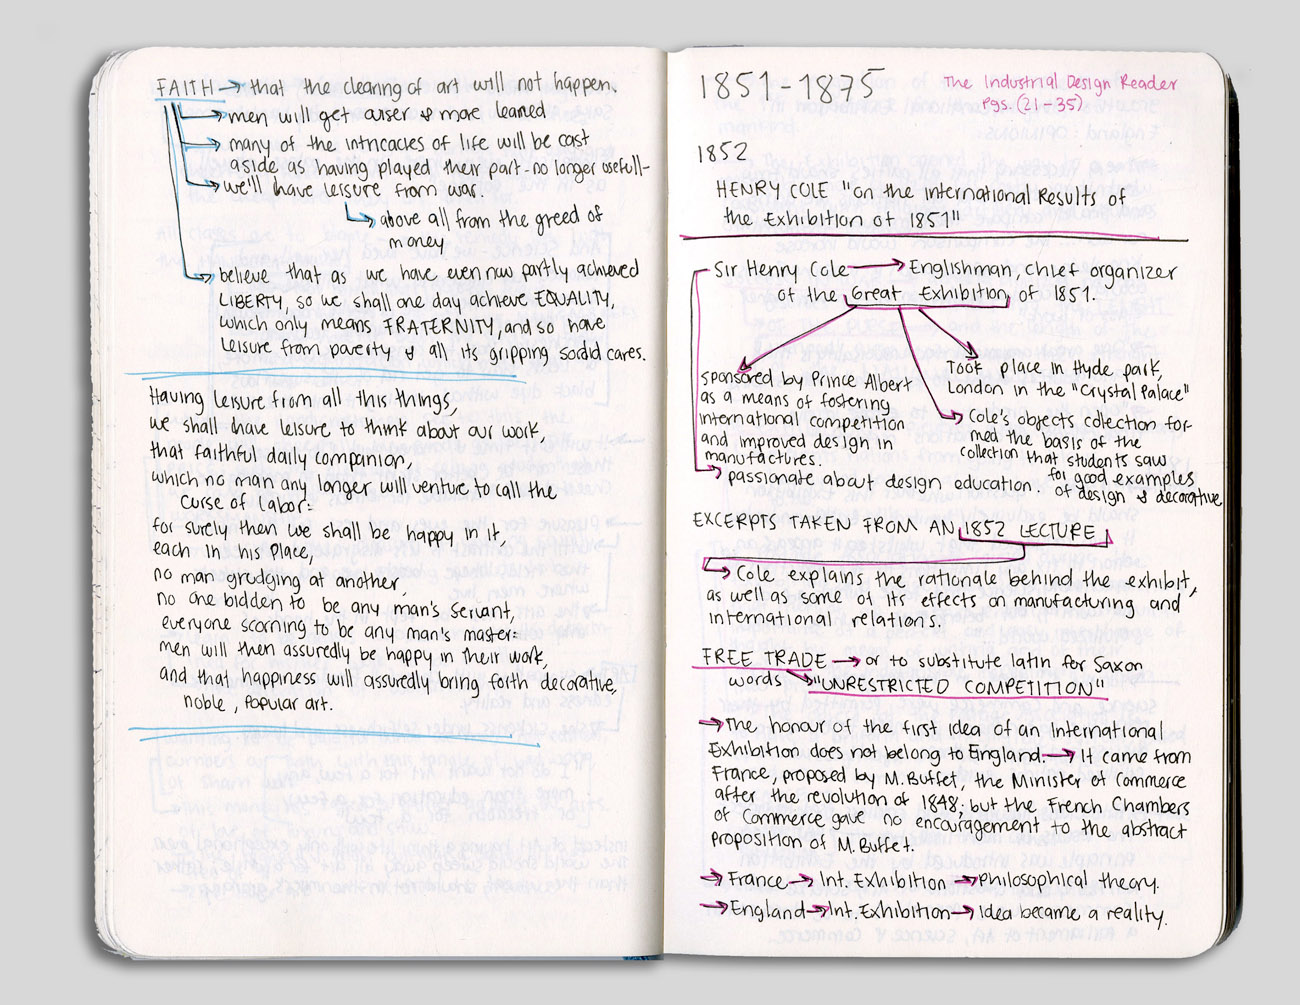 FAITH → that the clearing of art will not happen.
→ men will get wiser & more learned
→ many of the intricacies of life will be cast
aside as having played their part-no longer usefull-
→ we'll have leisure from war.
→ above all from the greed of
money
→ believe that as we have even now partly achieved
LIBERTY, so we shall one day achieve EQUALITY,
which only means FRATERNITY, and so have
leisure from poverty & all its gripping sodid cares.
Having leisure from all this things,
we shall have leisure to think about our work,
that faithful daily companion,
which no man any longer will venture to call the
curse of Labor:
for surely then we shall be happy in it,
each in his place,
no man grudging at another,
no one bidden to be any man's servant,
everyone scorning to be any man's master:
men will then assuredly be happy in their work,
and that happiness will assuredly bring forth decorative,
noble, popular art.
1851-1875
The Industrial Design Reader
pgs. (21-35)
1852
HENRY COLE "on the international Results of
the Exhibition of 1851"
Sir Henry Cole → Englishman, chief organizer
of the Great Exhibition of 1851.
sponsored by Prince Albert
as a means of fostering
international competition
and improved design in
manufactures.
Took place in Hyde park,
London in the "Crystal Palace"
→ Cole's objects collection for-
med the basis of the
collection that students saw
for good examples
of design & decorative
→ passionate about design education.
EXCERPTS TAKEN FROM AN 1852 LECTURE
→ Cole explains the rationale behind the exhibit,
as well as some of its effects on manufacturing and
international relations.
FREE TRADE → or to substitute latin for Saxon
words → "UNRESTRICTED COMPETITION"
→ The honour of the first idea of an International
Exhibition does not belong to England. → It came from
France, proposed by M. Buffet, the Minister of Commerce
after the revolution of 1848; but the French Chambers
of Commerce gave no encouragement to the abstract
proposition of M. Buffet.
→ France → Int. Exhibition → Philosophical theory.
→ England → Int. Exhibition → Idea became a reality.